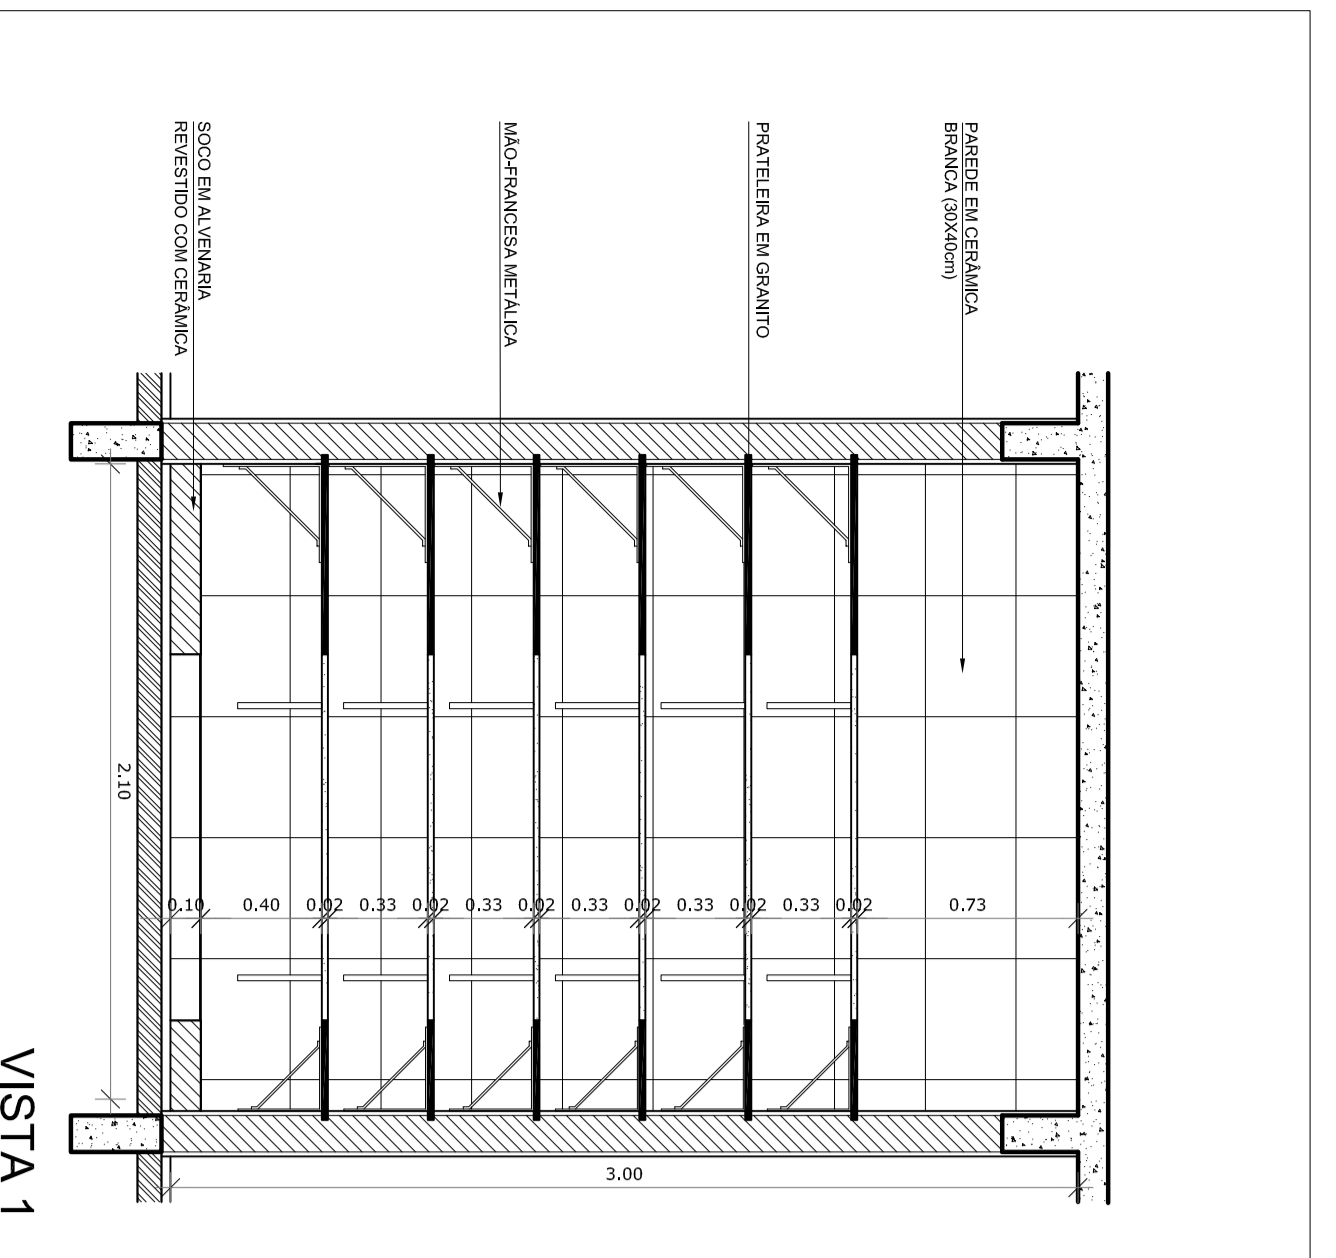 PAREDE EM CERÂMICA
BRANCA (30X40cm)
PRATELEIRA EM GRANITO
MÃO-FRANCESA METÁLICA
SOCO EM ALVENARIA
REVESTIDO COM CERÂMICA
2.10
0.10 0.40 0.02 0.33 0.02 0.33 0.02 0.33 0.02 0.33 0.02 0.33 0.02 0.73
3.00
VISTA 1